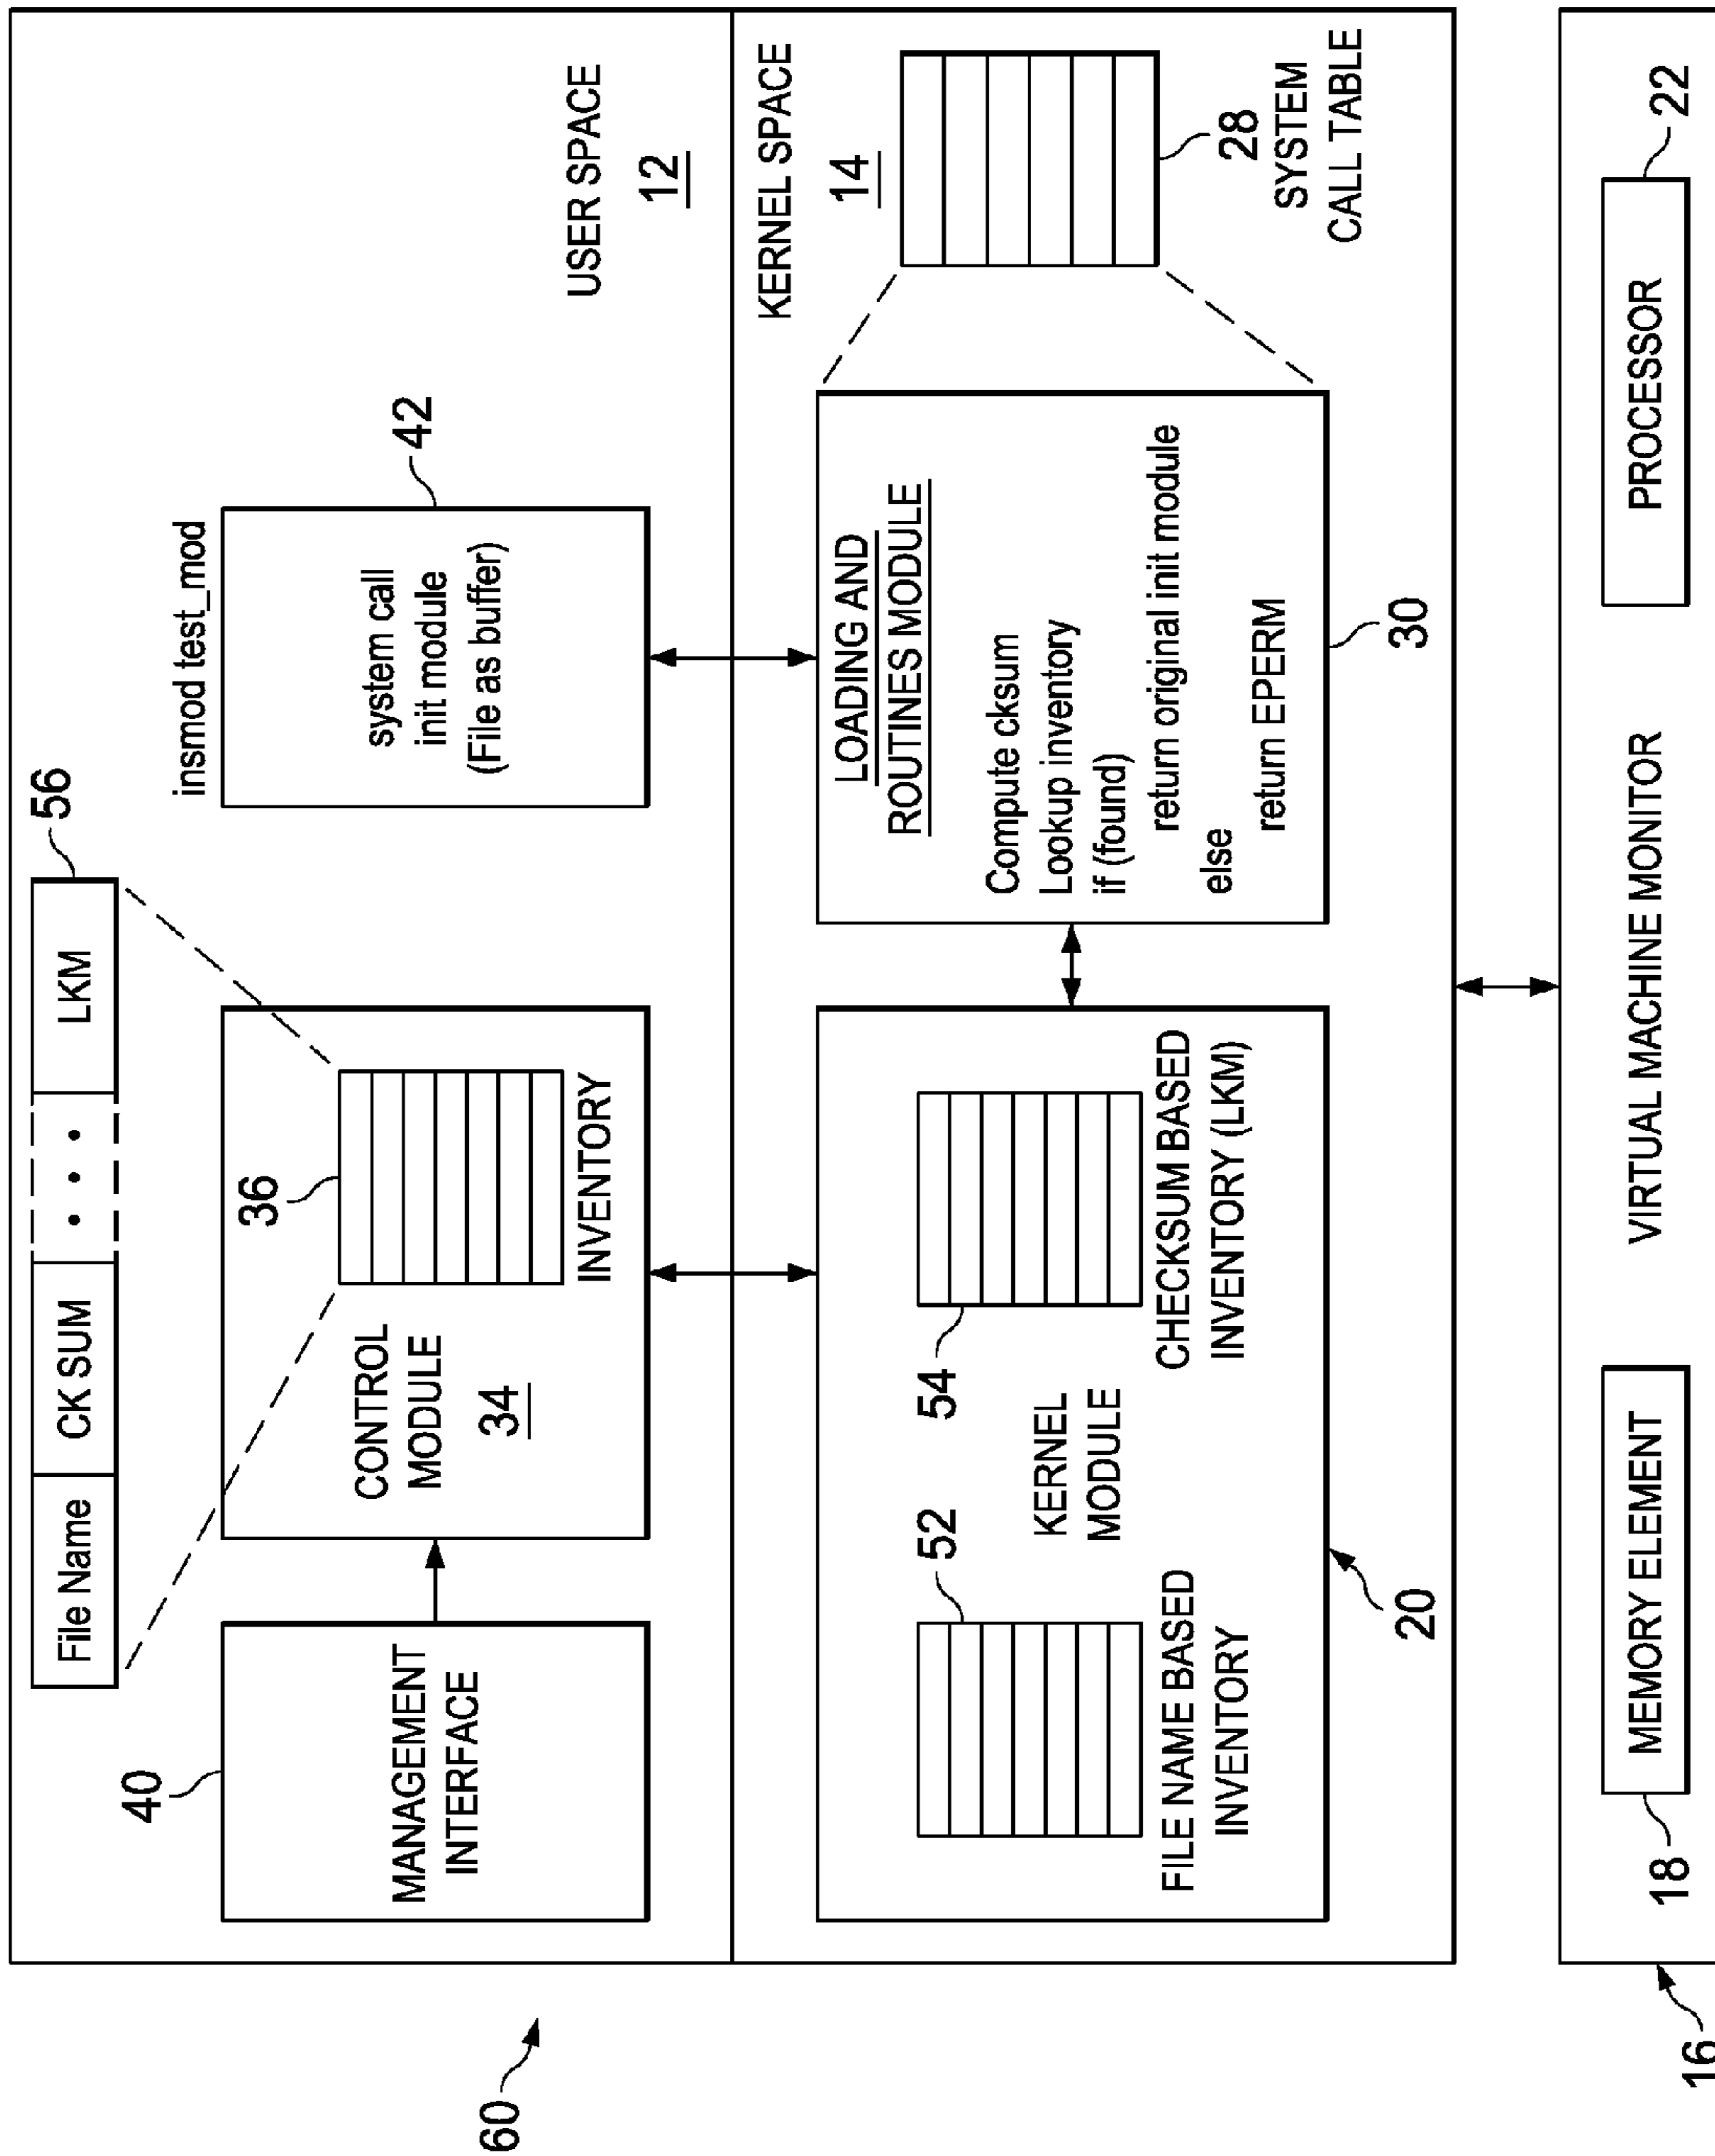 60
File Name
CK SUM
• • •
LKM
56
40
MANAGEMENT
INTERFACE
CONTROL
MODULE
34
36
INVENTORY
insmod test_mod
42
system call
init module
(File as buffer)
USER SPACE
12
KERNEL SPACE
14
52
FILE NAME BASED
INVENTORY
KERNEL
MODULE
54
CHECKSUM BASED
INVENTORY (LKM)
20
LOADING AND
ROUTINES MODULE
Compute cksum
Lookup inventory
if (found)
return original init module
else
return EPERM
30
28
SYSTEM
CALL TABLE
16
18
MEMORY ELEMENT
VIRTUAL MACHINE MONITOR
PROCESSOR
22